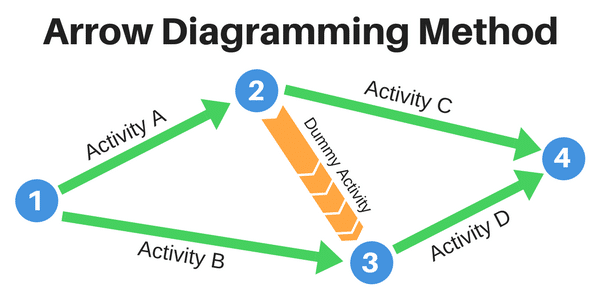 Arrow Diagramming Method
2
Activity C
Activity A
Dummy Activity
4
1
Activity B
3
Activity D